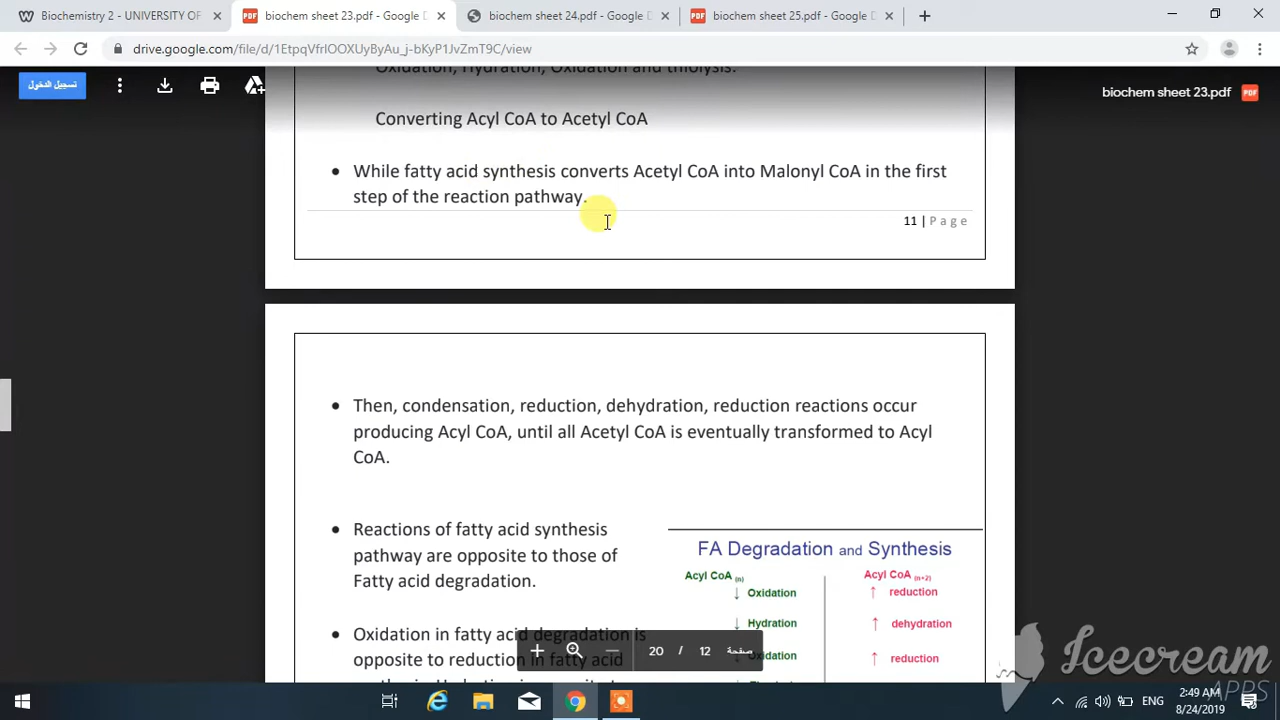 Biochemistry 2 - UNIVERSITY OF
biochem sheet 23.pdf - Google D
biochem sheet 24.pdf - Google D
biochem sheet 25.pdf - Google D
drive.google.com/file/d/1EtpqVfrIOOXUyByAu_j-bKyP1JvZmT9C/view
تسجيل الدخول
biochem sheet 23.pdf
PDF
Oxidation, Hydration, Oxidation and thiolysis.
Converting Acyl CoA to Acetyl CoA
• While fatty acid synthesis converts Acetyl CoA into Malonyl CoA in the first
step of the reaction pathway.
11 | Page
• Then, condensation, reduction, dehydration, reduction reactions occur
producing Acyl CoA, until all Acetyl CoA is eventually transformed to Acyl
CoA.
• Reactions of fatty acid synthesis
pathway are opposite to those of
Fatty acid degradation.
• Oxidation in fatty acid degradation is
opposite to reduction in fatty acid
FA Degradation and Synthesis
Acyl CoA (n)
Acyl CoA (n+2)
↓ Oxidation
↑ reduction
↓ Hydration
↑ dehydration
Oxidation
↑ reduction
صفحة 12 / 20
Icecream
APPS
ENG
2:49 AM
8/24/2019